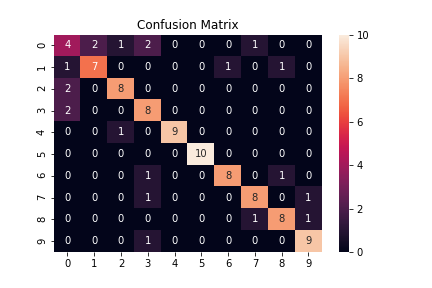 Confusion Matrix
0 4 2 1 2 0 0 0 1 0 0
1 1 7 0 0 0 0 1 0 1 0
2 2 0 8 0 0 0 0 0 0 0
3 2 0 0 8 0 0 0 0 0 0
4 0 0 1 0 9 0 0 0 0 0
5 0 0 0 0 0 10 0 0 0 0
6 0 0 0 1 0 0 8 0 1 0
7 0 0 0 1 0 0 0 8 0 1
8 0 0 0 0 0 0 0 1 8 1
9 0 0 0 1 0 0 0 0 0 9
0 1 2 3 4 5 6 7 8 9
10
8
6
4
2
0